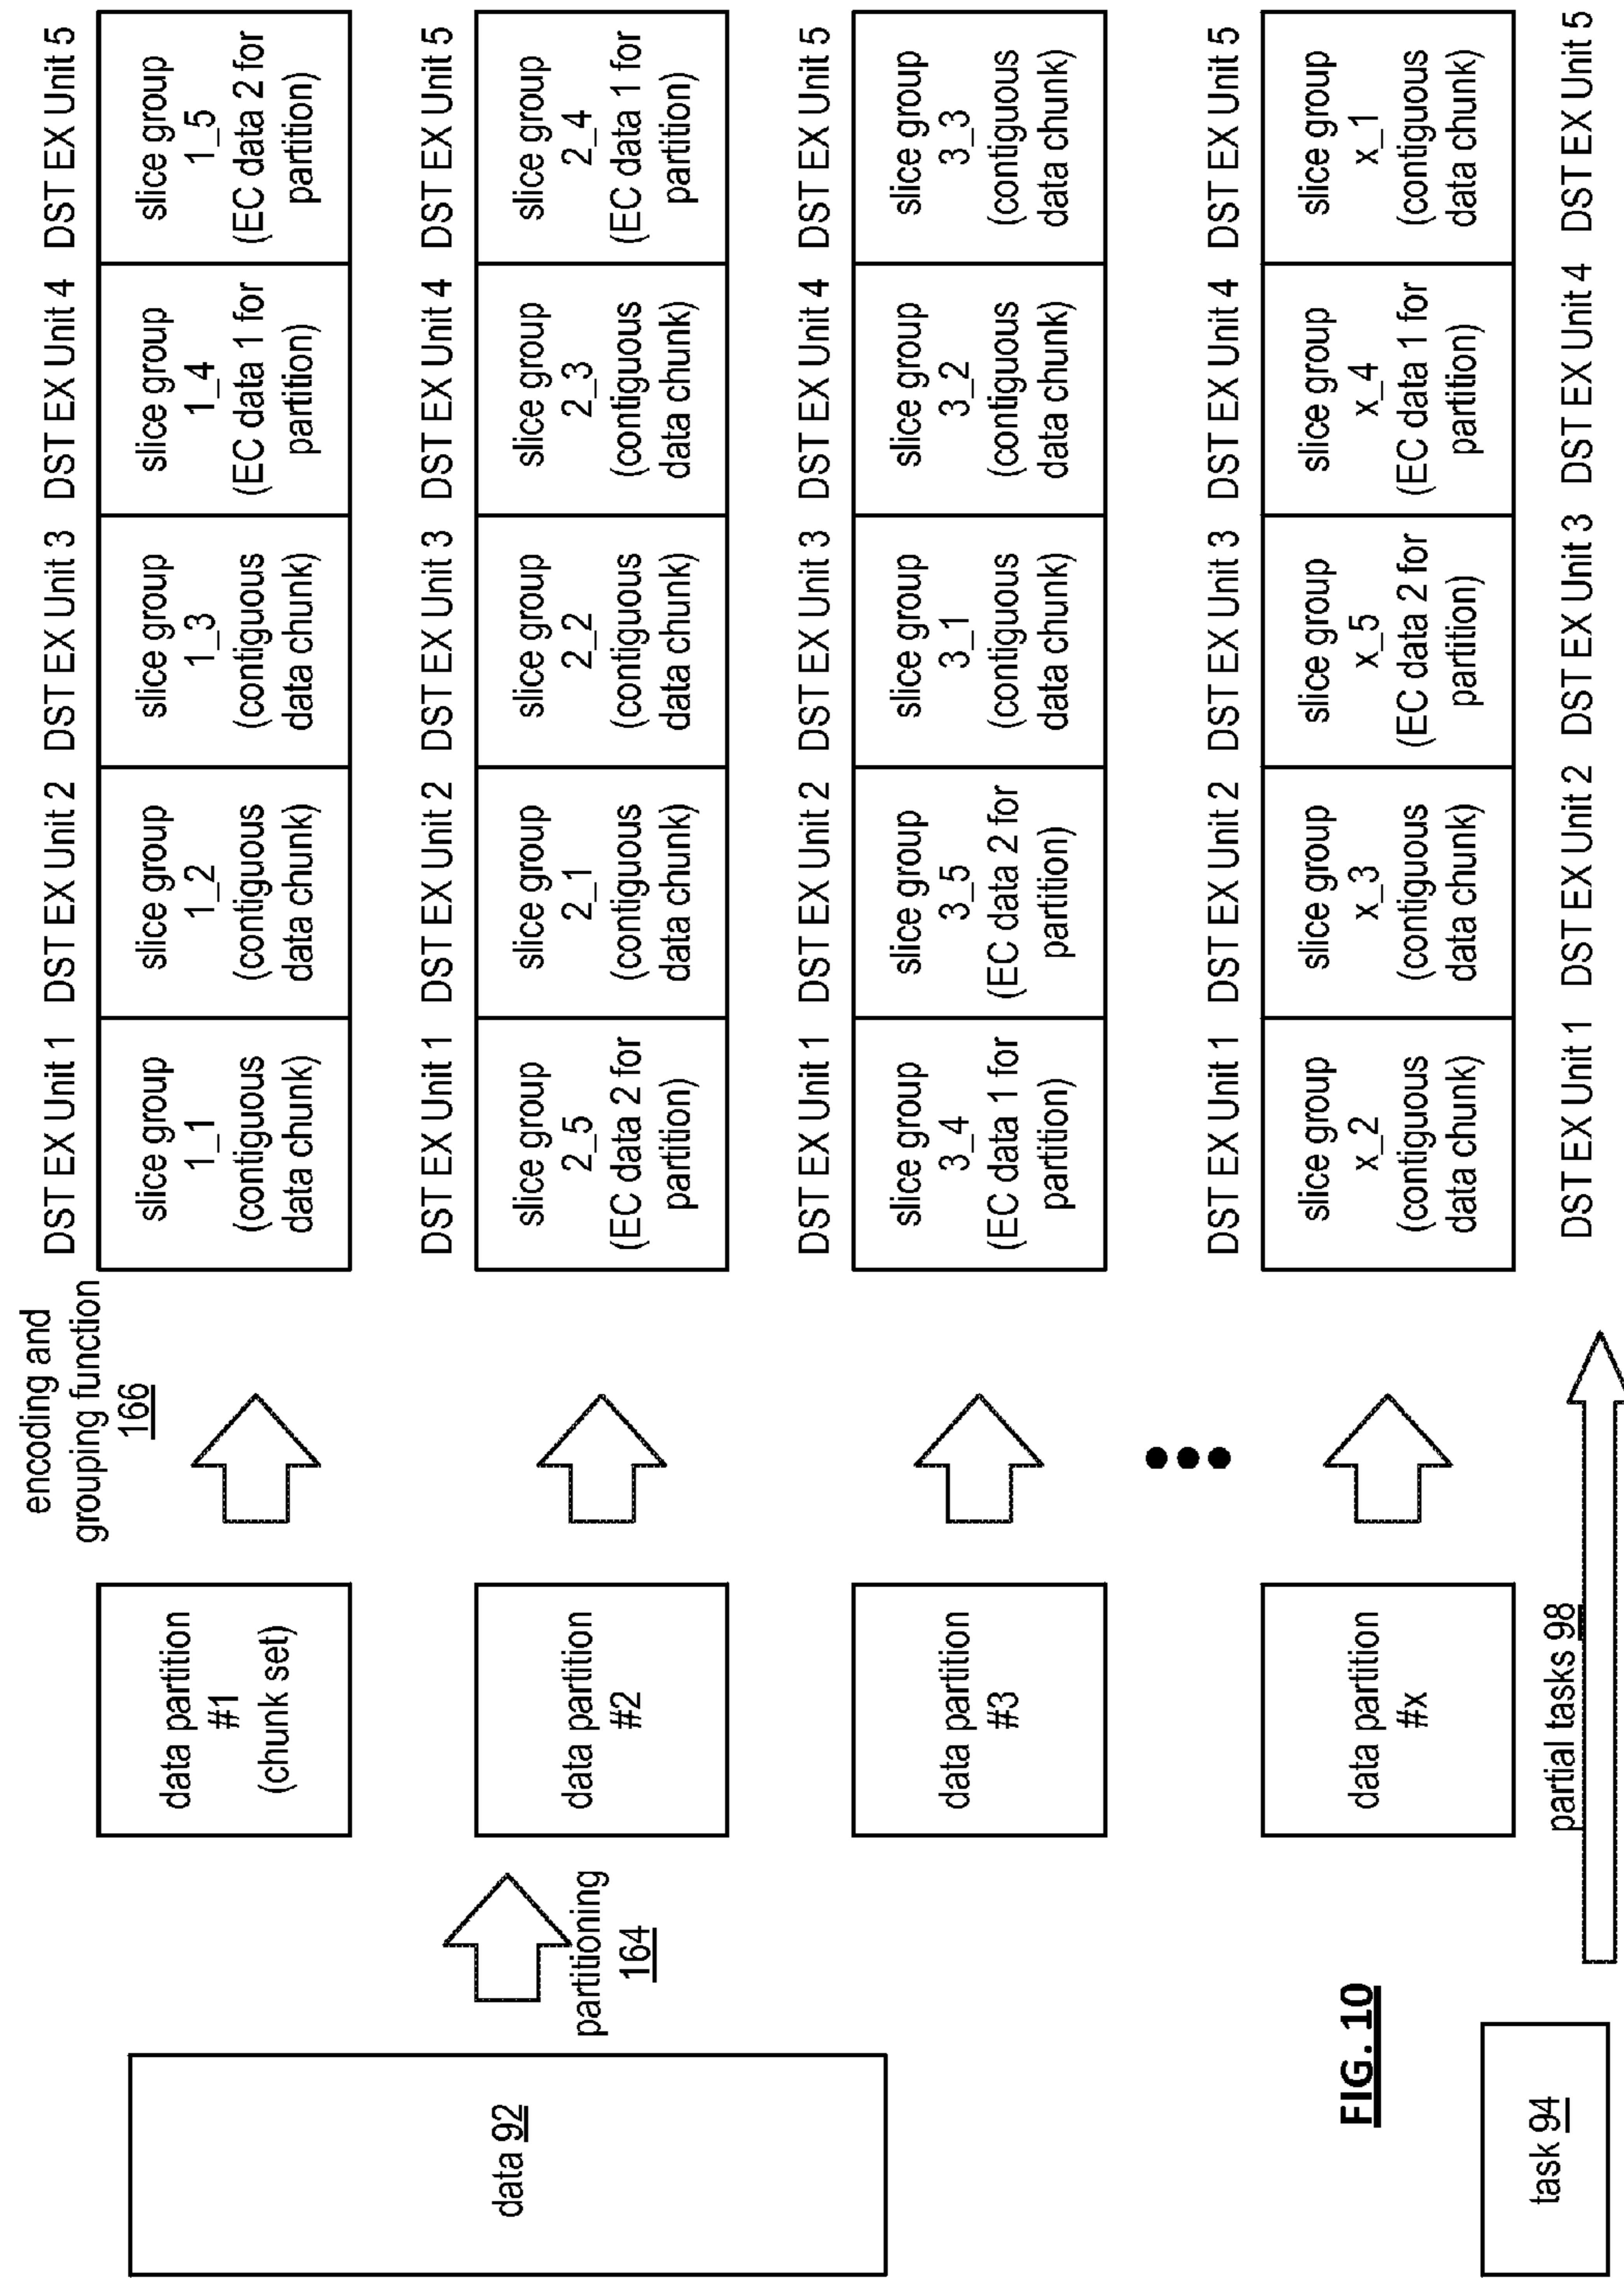 encoding and
grouping function
166
data 92
partitioning
164
data partition
#1
(chunk set)
DST EX Unit 1 DST EX Unit 2 DST EX Unit 3 DST EX Unit 4 DST EX Unit 5
slice group
1_1
(contiguous
data chunk)
slice group
1_2
(contiguous
data chunk)
slice group
1_3
(contiguous
data chunk)
slice group
1_4
(EC data 1 for
partition)
slice group
1_5
(EC data 2 for
partition)
data partition
#2
DST EX Unit 1 DST EX Unit 2 DST EX Unit 3 DST EX Unit 4 DST EX Unit 5
slice group
2_5
(EC data 2 for
partition)
slice group
2_1
(contiguous
data chunk)
slice group
2_2
(contiguous
data chunk)
slice group
2_3
(contiguous
data chunk)
slice group
2_4
(EC data 1 for
partition)
data partition
#3
DST EX Unit 1 DST EX Unit 2 DST EX Unit 3 DST EX Unit 4 DST EX Unit 5
slice group
3_4
(EC data 1 for
partition)
slice group
3_5
(EC data 2 for
partition)
slice group
3_1
(contiguous
data chunk)
slice group
3_2
(contiguous
data chunk)
slice group
3_3
(contiguous
data chunk)
data partition
#x
DST EX Unit 1 DST EX Unit 2 DST EX Unit 3 DST EX Unit 4 DST EX Unit 5
slice group
x_2
(contiguous
data chunk)
slice group
x_3
(contiguous
data chunk)
slice group
x_5
(EC data 2 for
partition)
slice group
x_4
(EC data 1 for
partition)
slice group
x_1
(contiguous
data chunk)
FIG. 10
task 94
partial tasks 98
DST EX Unit 1 DST EX Unit 2 DST EX Unit 3 DST EX Unit 4 DST EX Unit 5